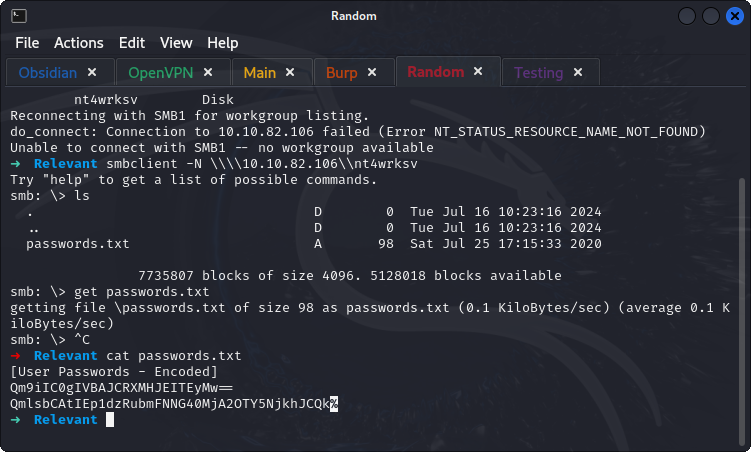 Random
File Actions Edit View Help
Obsidian × OpenVPN × Main × Burp × Random × Testing ×
nt4wrksv Disk
Reconnecting with SMB1 for workgroup listing.
do_connect: Connection to 10.10.82.106 failed (Error NT_STATUS_RESOURCE_NAME_NOT_FOUND)
Unable to connect with SMB1 -- no workgroup available
→ Relevant smbclient -N \\\\10.10.82.106\\nt4wrksv
Try "help" to get a list of possible commands.
smb: \> ls
. D 0 Tue Jul 16 10:23:16 2024
.. D 0 Tue Jul 16 10:23:16 2024
passwords.txt A 98 Sat Jul 25 17:15:33 2020
7735807 blocks of size 4096. 5128018 blocks available
smb: \> get passwords.txt
getting file \passwords.txt of size 98 as passwords.txt (0.1 KiloBytes/sec) (average 0.1 K
iloBytes/sec)
smb: \> ^C
→ Relevant cat passwords.txt
[User Passwords - Encoded]
Qm9iIC0gIVBAJCRXMHJEITEyMw==
QmlsbCAtIEp1dzRubmFNNG40MjA2OTY5NjkhJCQk%
→ Relevant